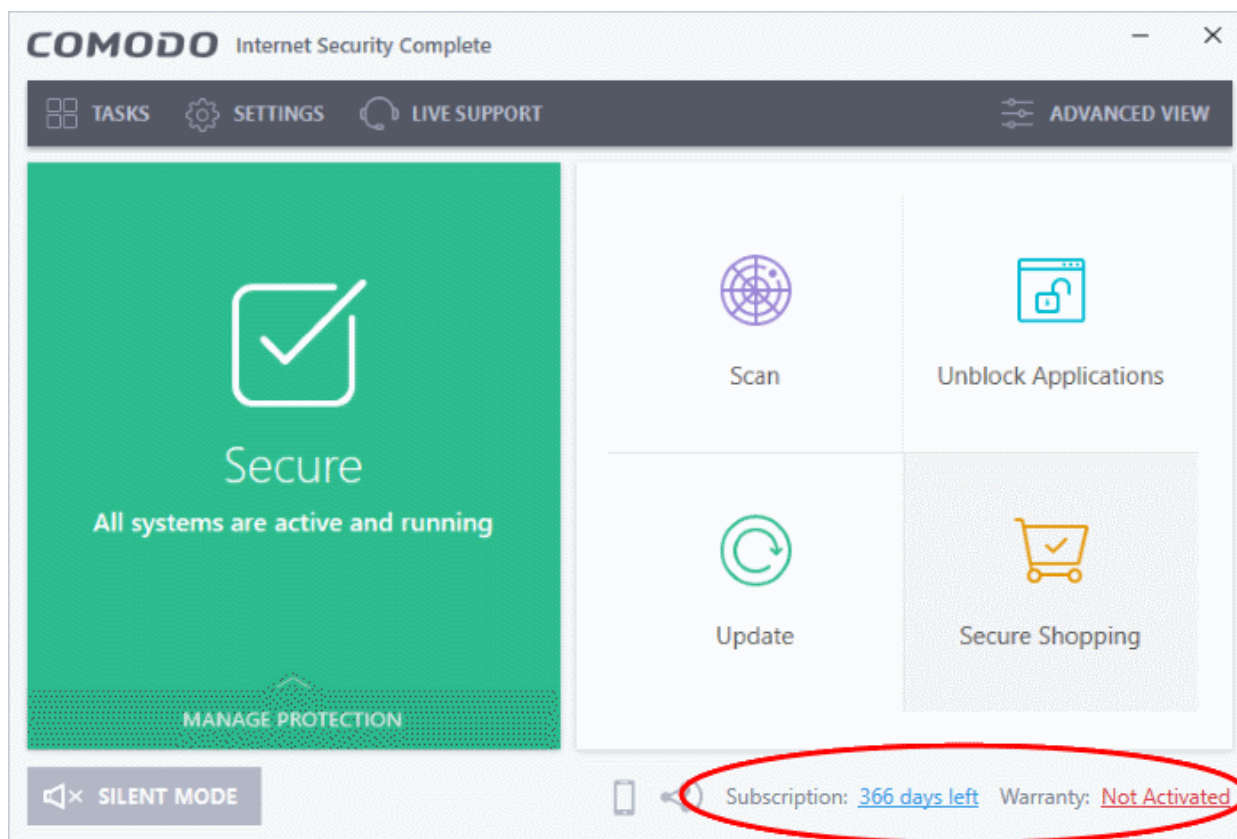 COMODO Internet Security Complete
TASKS SETTINGS LIVE SUPPORT ADVANCED VIEW
Secure
All systems are active and running
MANAGE PROTECTION
Scan
Unblock Applications
Update
Secure Shopping
SILENT MODE
Subscription: 366 days left Warranty: Not Activated